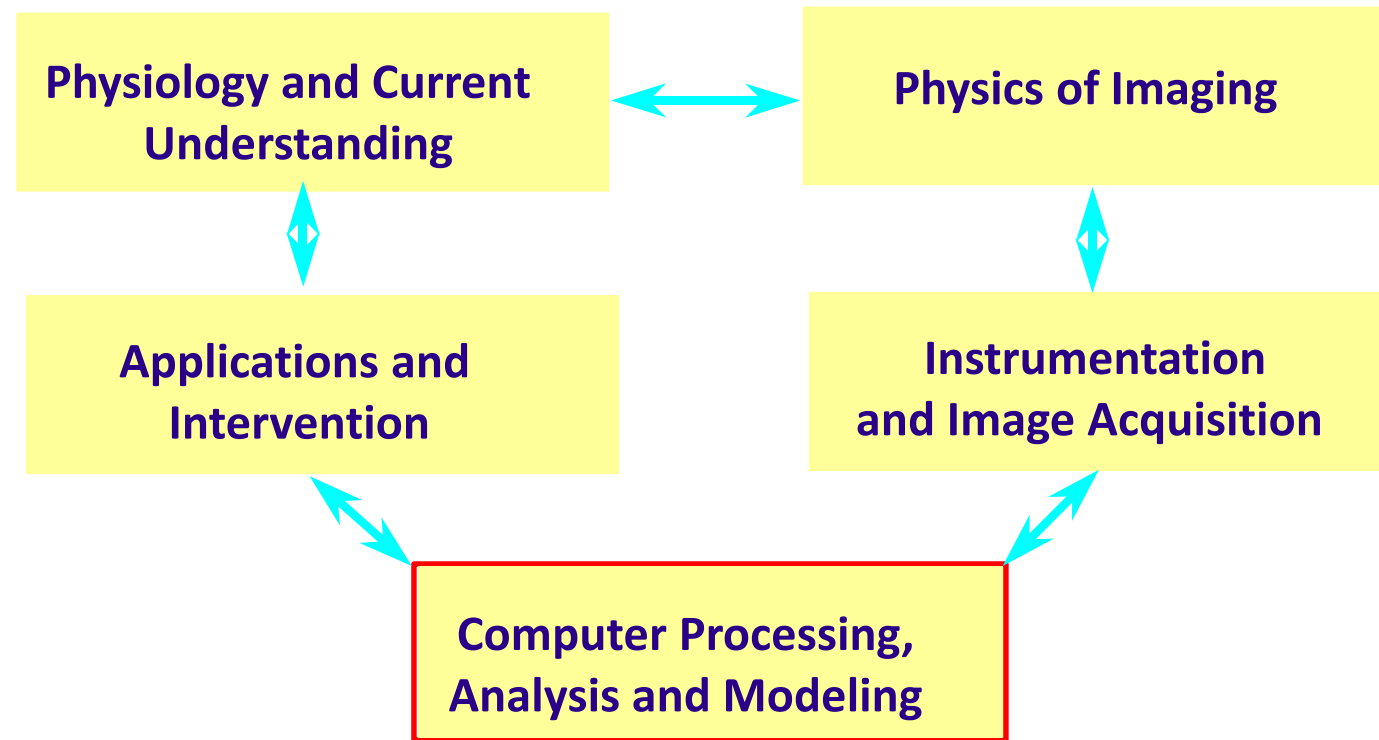 Physiology and Current
Understanding
Physics of Imaging
Applications and
Intervention
Instrumentation
and Image Acquisition
Computer Processing,
Analysis and Modeling